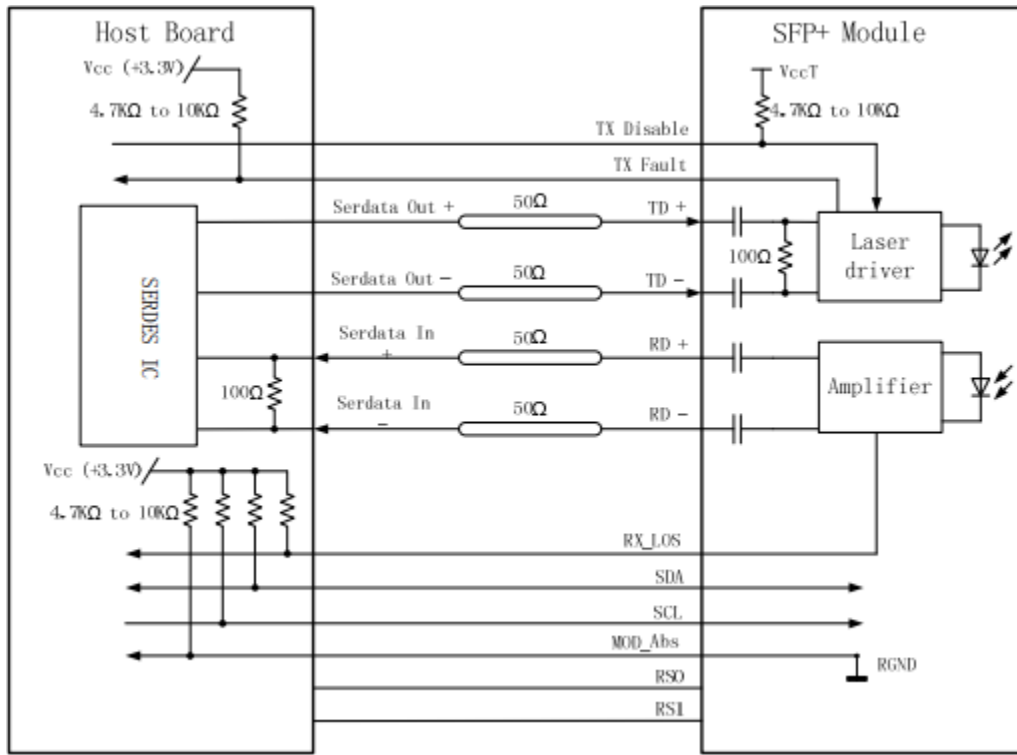 Host Board
SFP+ Module
Vcc (+3.3V)
VccT
4.7KΩ to 10KΩ
4.7KΩ to 10KΩ
TX Disable
TX Fault
Serdata Out +
50Ω
TD +
100Ω
Laser
driver
Serdata Out -
50Ω
TD -
SERDES IC
Serdata In
+
50Ω
RD +
100Ω
Amplifier
Serdata In
-
50Ω
RD -
Vcc (+3.3V)
4.7KΩ to 10KΩ
RX_LOS
SDA
SCL
MOD_Abs
RGND
RS0
RS1